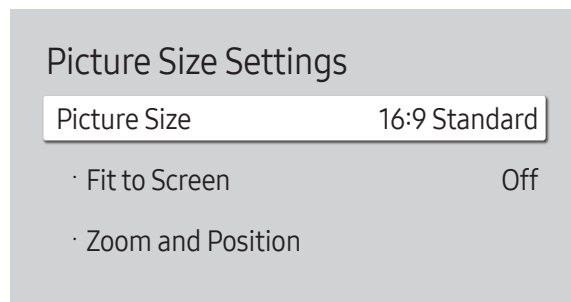 Picture Size Settings
Picture Size 16:9 Standard
· Fit to Screen Off
· Zoom and Position